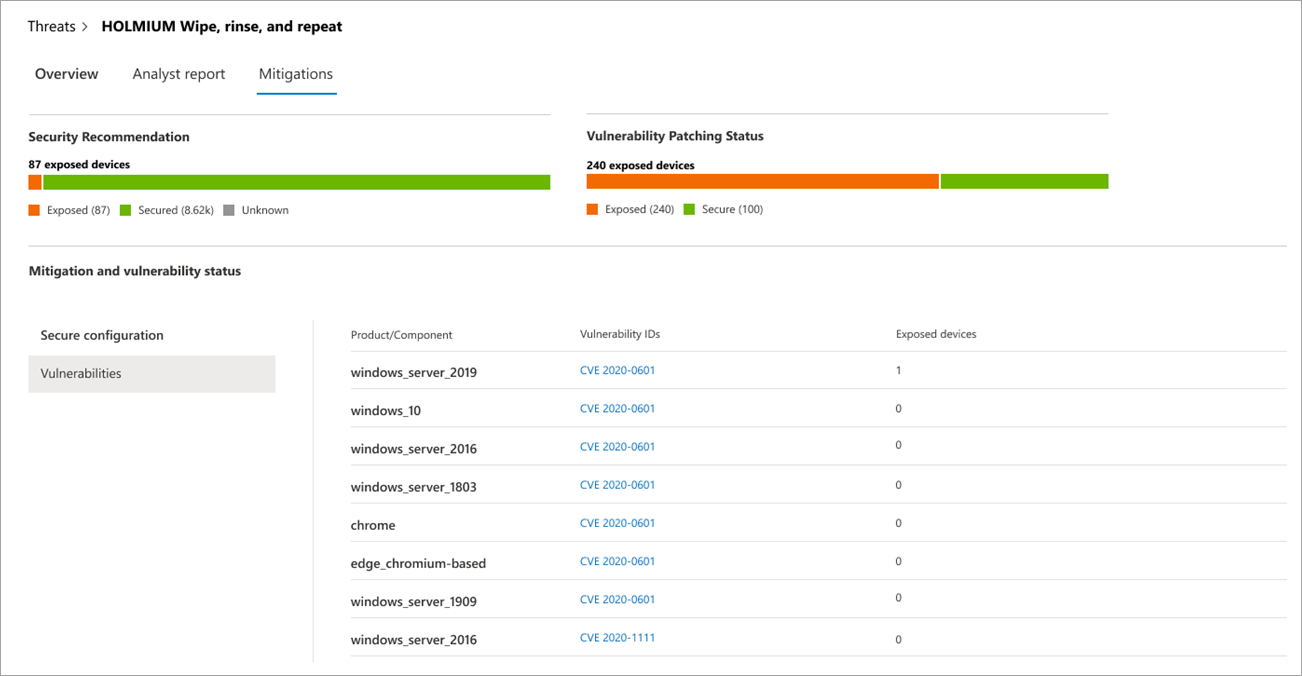 Threats > HOLMIUM Wipe, rinse, and repeat
Overview Analyst report Mitigations
Security Recommendation
87 exposed devices
Exposed (87) Secured (8.62k) Unknown
Vulnerability Patching Status
240 exposed devices
Exposed (240) Secure (100)
Mitigation and vulnerability status
Secure configuration
Vulnerabilities
Product/Component Vulnerability IDs Exposed devices
windows_server_2019 CVE 2020-0601 1
windows_10 CVE 2020-0601 0
windows_server_2016 CVE 2020-0601 0
windows_server_1803 CVE 2020-0601 0
chrome CVE 2020-0601 0
edge_chromium-based CVE 2020-0601 0
windows_server_1909 CVE 2020-0601 0
windows_server_2016 CVE 2020-1111 0